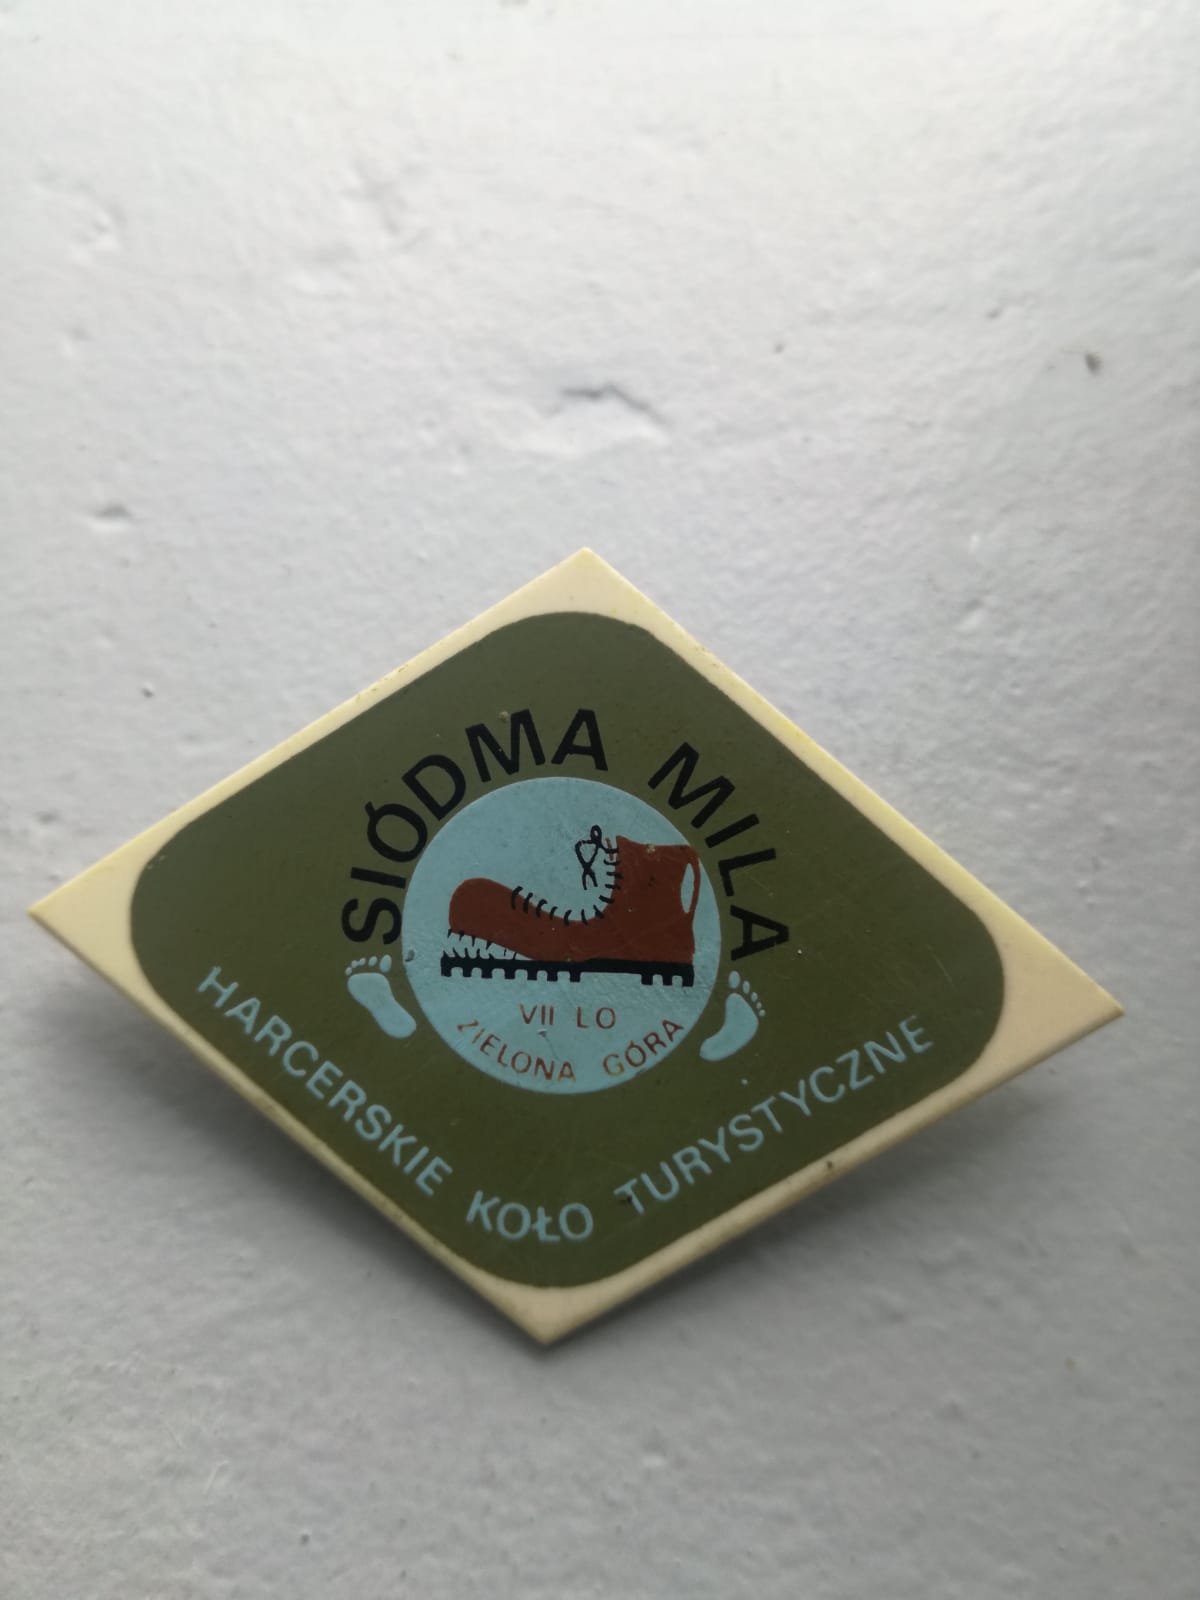 SIÓDMA MILA
VII LO
ZIELONA GÓRA
HARCERSKIE KOŁO TURYSTYCZNE